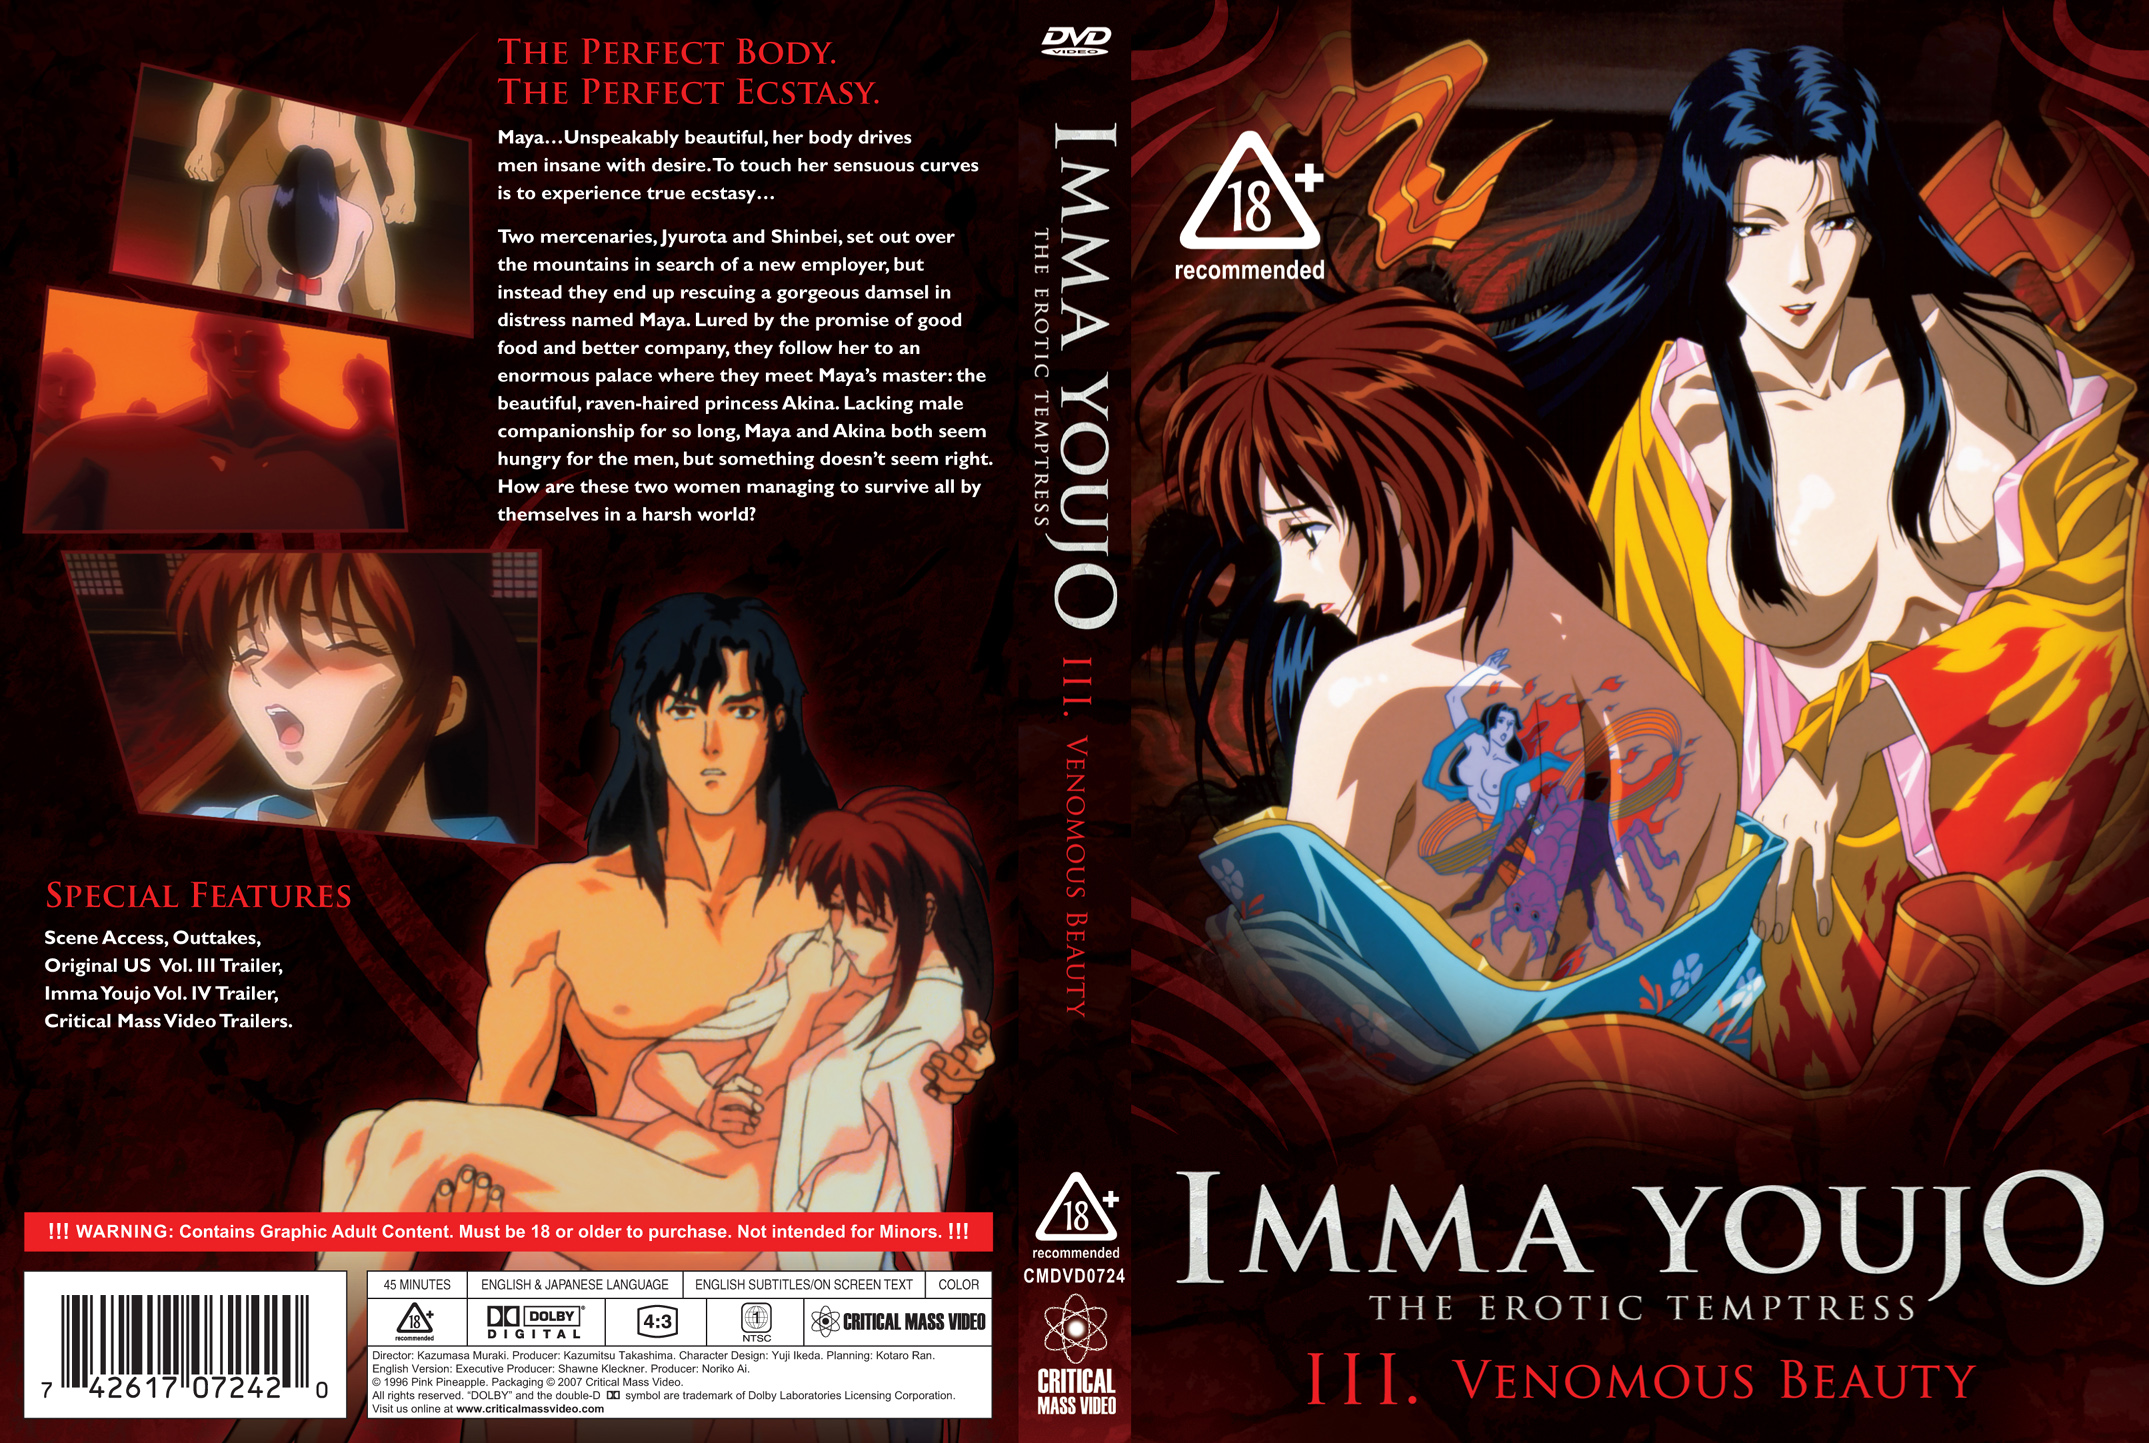 THE PERFECT BODY.
THE PERFECT ECSTASY.
Maya...Unspeakably beautiful, her body drives
men insane with desire. To touch her sensuous curves
is to experience true ecstasy...
Two mercenaries, Jyurota and Shinbei, set out over
the mountains in search of a new employer, but
instead they end up rescuing a gorgeous damsel in
distress named Maya. Lured by the promise of good
food and better company, they follow her to an
enormous palace where they meet Maya's master: the
beautiful, raven-haired princess Akina. Lacking male
companionship for so long, Maya and Akina both seem
hungry for the men, but something doesn't seem right.
How are these two women managing to survive all by
themselves in a harsh world?
SPECIAL FEATURES
Scene Access, Outtakes,
Original US Vol. III Trailer,
Imma Youjo Vol. IV Trailer,
Critical Mass Video Trailers.
!!! WARNING: Contains Graphic Adult Content. Must be 18 or older to purchase. Not intended for Minors. !!!
7 42617 07242 0
45 MINUTES
ENGLISH & JAPANESE LANGUAGE
ENGLISH SUBTITLES/ON SCREEN TEXT
COLOR
18+
recommended
DOLBY
DIGITAL
4:3
1
NTSC
CRITICAL MASS VIDEO
Director: Kazumasa Muraki. Producer: Kazumitsu Takashima. Character Design: Yuji Ikeda. Planning: Kotaro Ran.
English Version: Executive Producer: Shawne Kleckner. Producer: Noriko Ai.
© 1996 Pink Pineapple. Packaging © 2007 Critical Mass Video.
All rights reserved. "DOLBY" and the double-D symbol are trademark of Dolby Laboratories Licensing Corporation.
Visit us online at www.criticalmassvideo.com
DVD
VIDEO
IMMA YOUJO
THE EROTIC TEMPTRESS
III. VENOMOUS BEAUTY
18+
recommended
CMDVD0724
CRITICAL
MASS VIDEO
18+
recommended
IMMA YOUJO
THE EROTIC TEMPTRESS
III. VENOMOUS BEAUTY